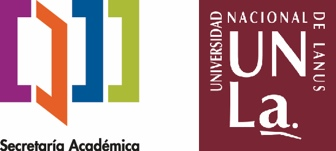 Secretaría Académica
UNIVERSIDAD
NACIONAL
DE LANUS
UN
La.